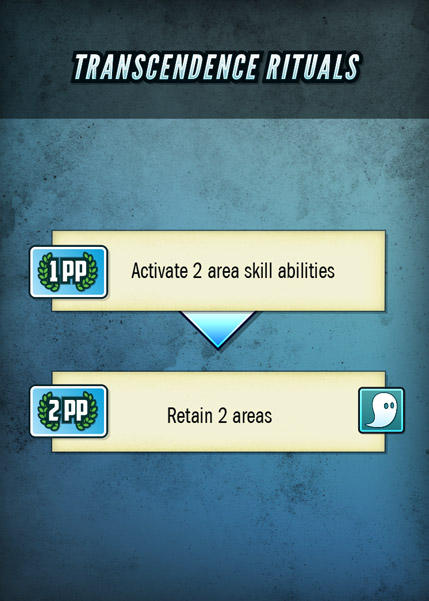 TRANSCENDENCE RITUALS
1 PP
Activate 2 area skill abilities
2 PP
Retain 2 areas